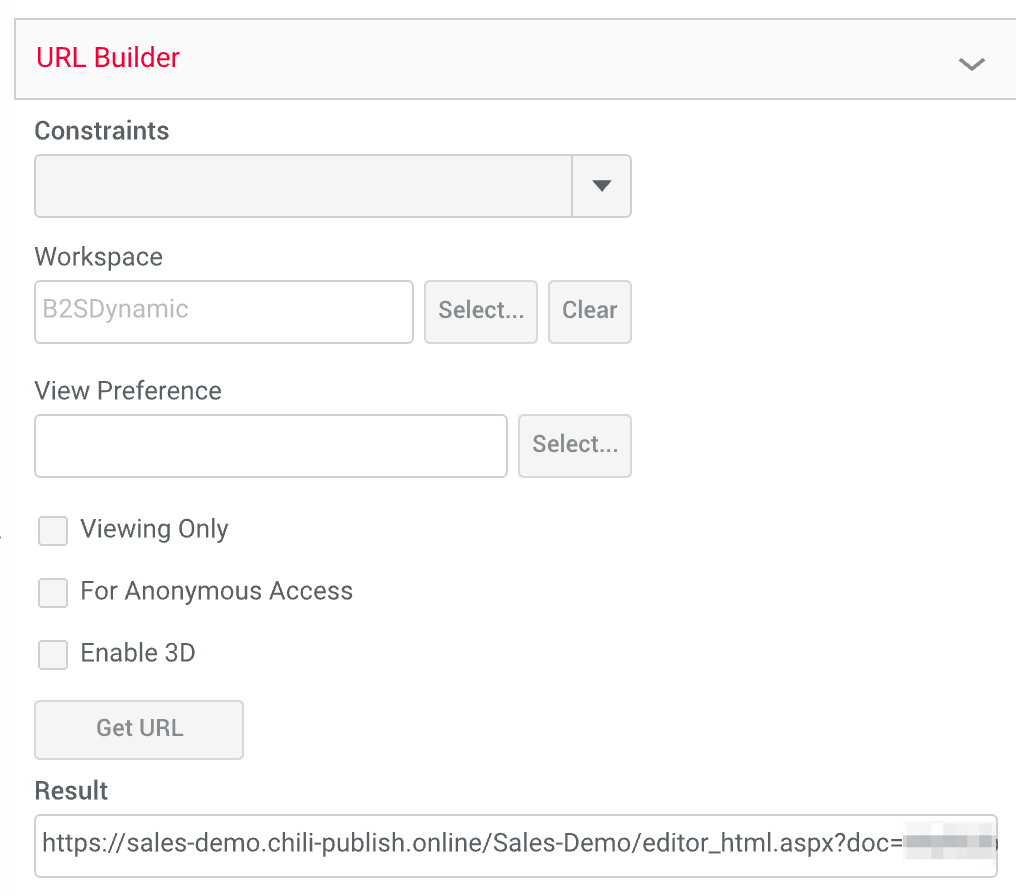 URL Builder
Constraints
Workspace
B2SDynamic Select... Clear
View Preference
Select...
Viewing Only
For Anonymous Access
Enable 3D
Get URL
Result
https://sales-demo.chili-publish.online/Sales-Demo/editor_html.aspx?doc=